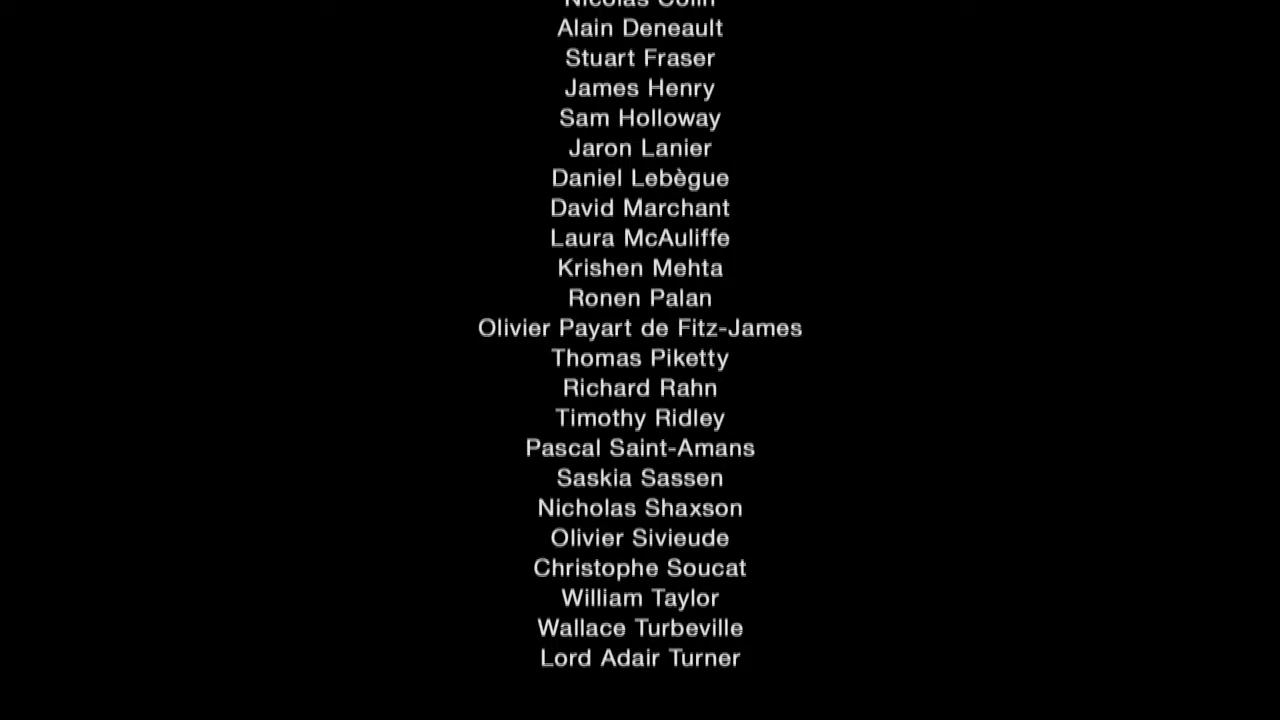 Nicolas Colin
Alain Deneault
Stuart Fraser
James Henry
Sam Holloway
Jaron Lanier
Daniel Lebègue
David Marchant
Laura McAuliffe
Krishen Mehta
Ronen Palan
Olivier Payart de Fitz-James
Thomas Piketty
Richard Rahn
Timothy Ridley
Pascal Saint-Amans
Saskia Sassen
Nicholas Shaxson
Olivier Sivieude
Christophe Soucat
William Taylor
Wallace Turbeville
Lord Adair Turner